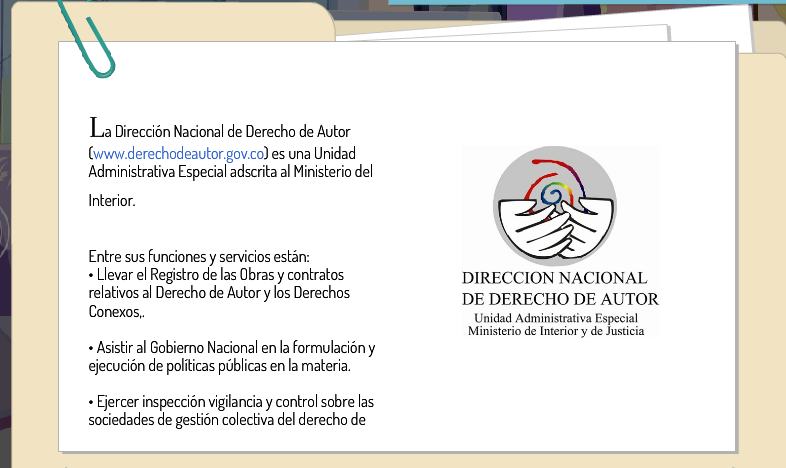 La Dirección Nacional de Derecho de Autor
(www.derechodeautor.gov.co) es una Unidad
Administrativa Especial adscrita al Ministerio del
Interior.
Entre sus funciones y servicios están:
• Llevar el Registro de las Obras y contratos
relativos al Derecho de Autor y los Derechos
Conexos,.
• Asistir al Gobierno Nacional en la formulación y
ejecución de políticas públicas en la materia.
• Ejercer inspección vigilancia y control sobre las
sociedades de gestión colectiva del derecho de
DIRECCION NACIONAL
DE DERECHO DE AUTOR
Unidad Administrativa Especial
Ministerio de Interior y de Justicia